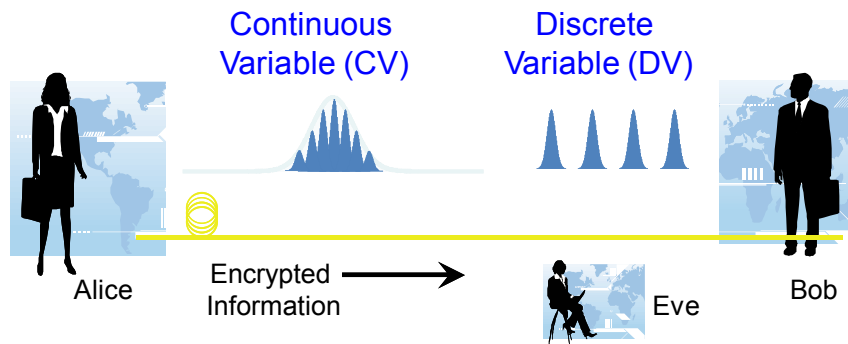 Continuous
Variable (CV)
Discrete
Variable (DV)
Alice
Encrypted
Information
Eve
Bob